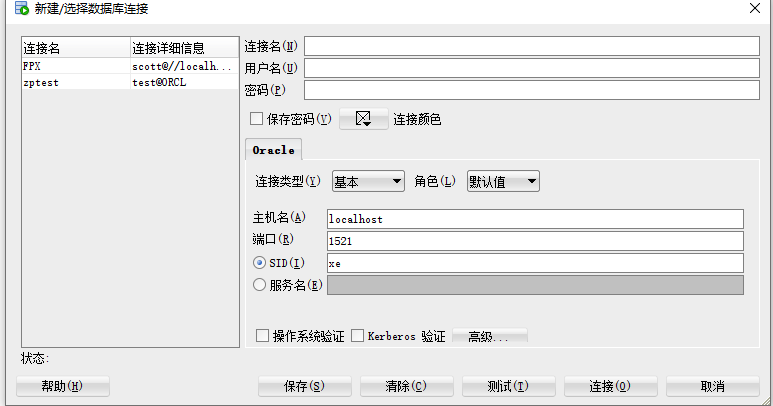 新建/选择数据库连接
连接名 连接详细信息
FPX scott@//localh...
zptest test@ORCL
连接名(N)
用户名(U)
密码(P)
保存密码(V) 连接颜色
Oracle
连接类型(Y) 基本 角色(L) 默认值
主机名(A) localhost
端口(R) 1521
SID(I) xe
服务名(E)
操作系统验证 Kerberos 验证 高级...
状态:
帮助(H) 保存(S) 清除(C) 测试(T) 连接(O) 取消